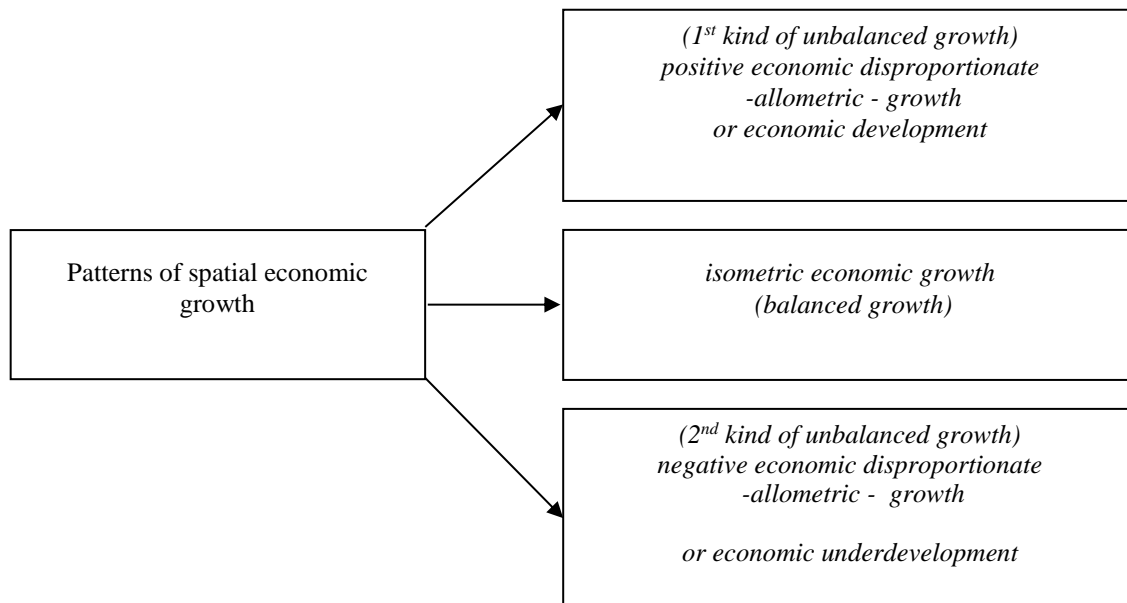 (1st kind of unbalanced growth)
positive economic disproportionate
-allometric - growth
or economic development
Patterns of spatial economic
growth
isometric economic growth
(balanced growth)
(2nd kind of unbalanced growth)
negative economic disproportionate
-allometric - growth
or economic underdevelopment